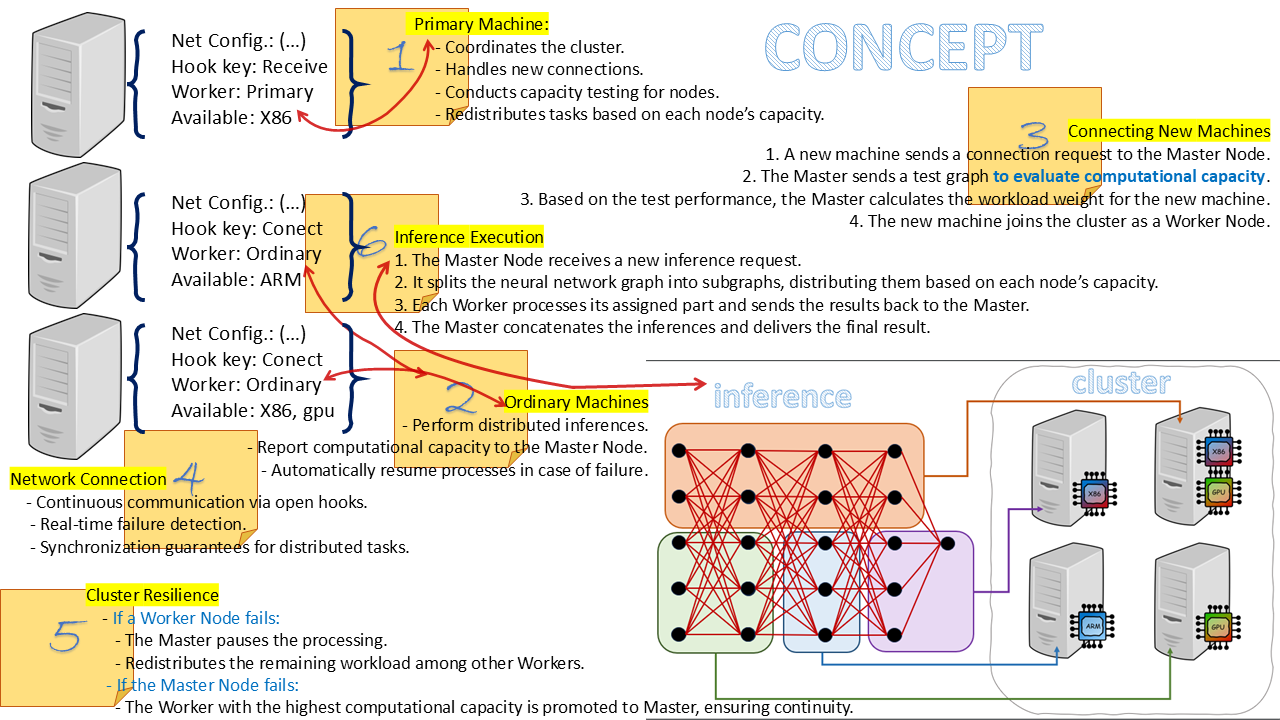 CONCEPT
Net Config.: (...)
Hook key: Receive
Worker: Primary
Available: X86
1
Primary Machine:
- Coordinates the cluster.
- Handles new connections.
- Conducts capacity testing for nodes.
- Redistributes tasks based on each node's capacity.
3
Connecting New Machines
1. A new machine sends a connection request to the Master Node.
2. The Master sends a test graph to evaluate computational capacity.
3. Based on the test performance, the Master calculates the workload weight for the new machine.
4. The new machine joins the cluster as a Worker Node.
Net Config.: (...)
Hook key: Conect
Worker: Ordinary
Available: ARM
6
Inference Execution
1. The Master Node receives a new inference request.
2. It splits the neural network graph into subgraphs, distributing them based on each node's capacity.
3. Each Worker processes its assigned part and sends the results back to the Master.
4. The Master concatenates the inferences and delivers the final result.
Net Config.: (...)
Hook key: Conect
Worker: Ordinary
Available: X86, gpu
2
Ordinary Machines
- Perform distributed inferences.
- Report computational capacity to the Master Node.
- Automatically resume processes in case of failure.
4
Network Connection
- Continuous communication via open hooks.
- Real-time failure detection.
- Synchronization guarantees for distributed tasks.
5
Cluster Resilience
- If a Worker Node fails:
- The Master pauses the processing.
- Redistributes the remaining workload among other Workers.
- If the Master Node fails:
- The Worker with the highest computational capacity is promoted to Master, ensuring continuity.
inference
cluster
X86
X86
GPU
ARM
GPU